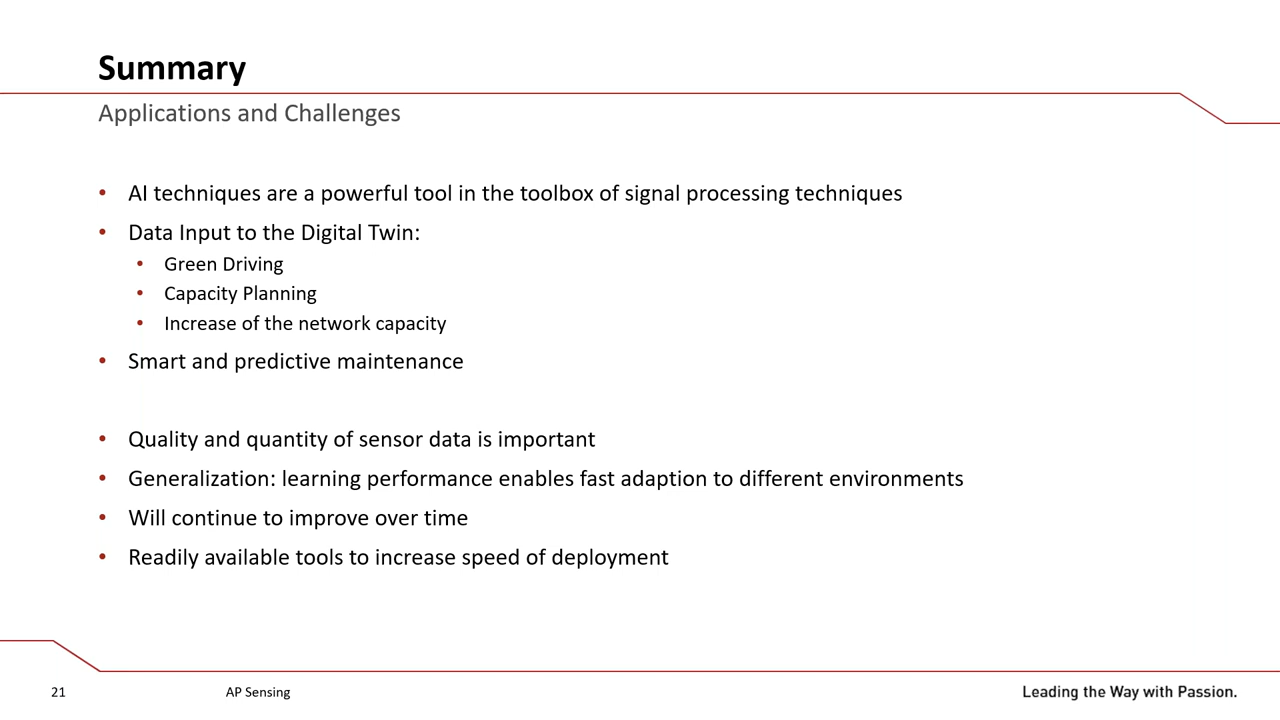 Summary
Applications and Challenges
• AI techniques are a powerful tool in the toolbox of signal processing techniques
• Data Input to the Digital Twin:
• Green Driving
• Capacity Planning
• Increase of the network capacity
• Smart and predictive maintenance
• Quality and quantity of sensor data is important
• Generalization: learning performance enables fast adaption to different environments
• Will continue to improve over time
• Readily available tools to increase speed of deployment
21 AP Sensing Leading the Way with Passion.